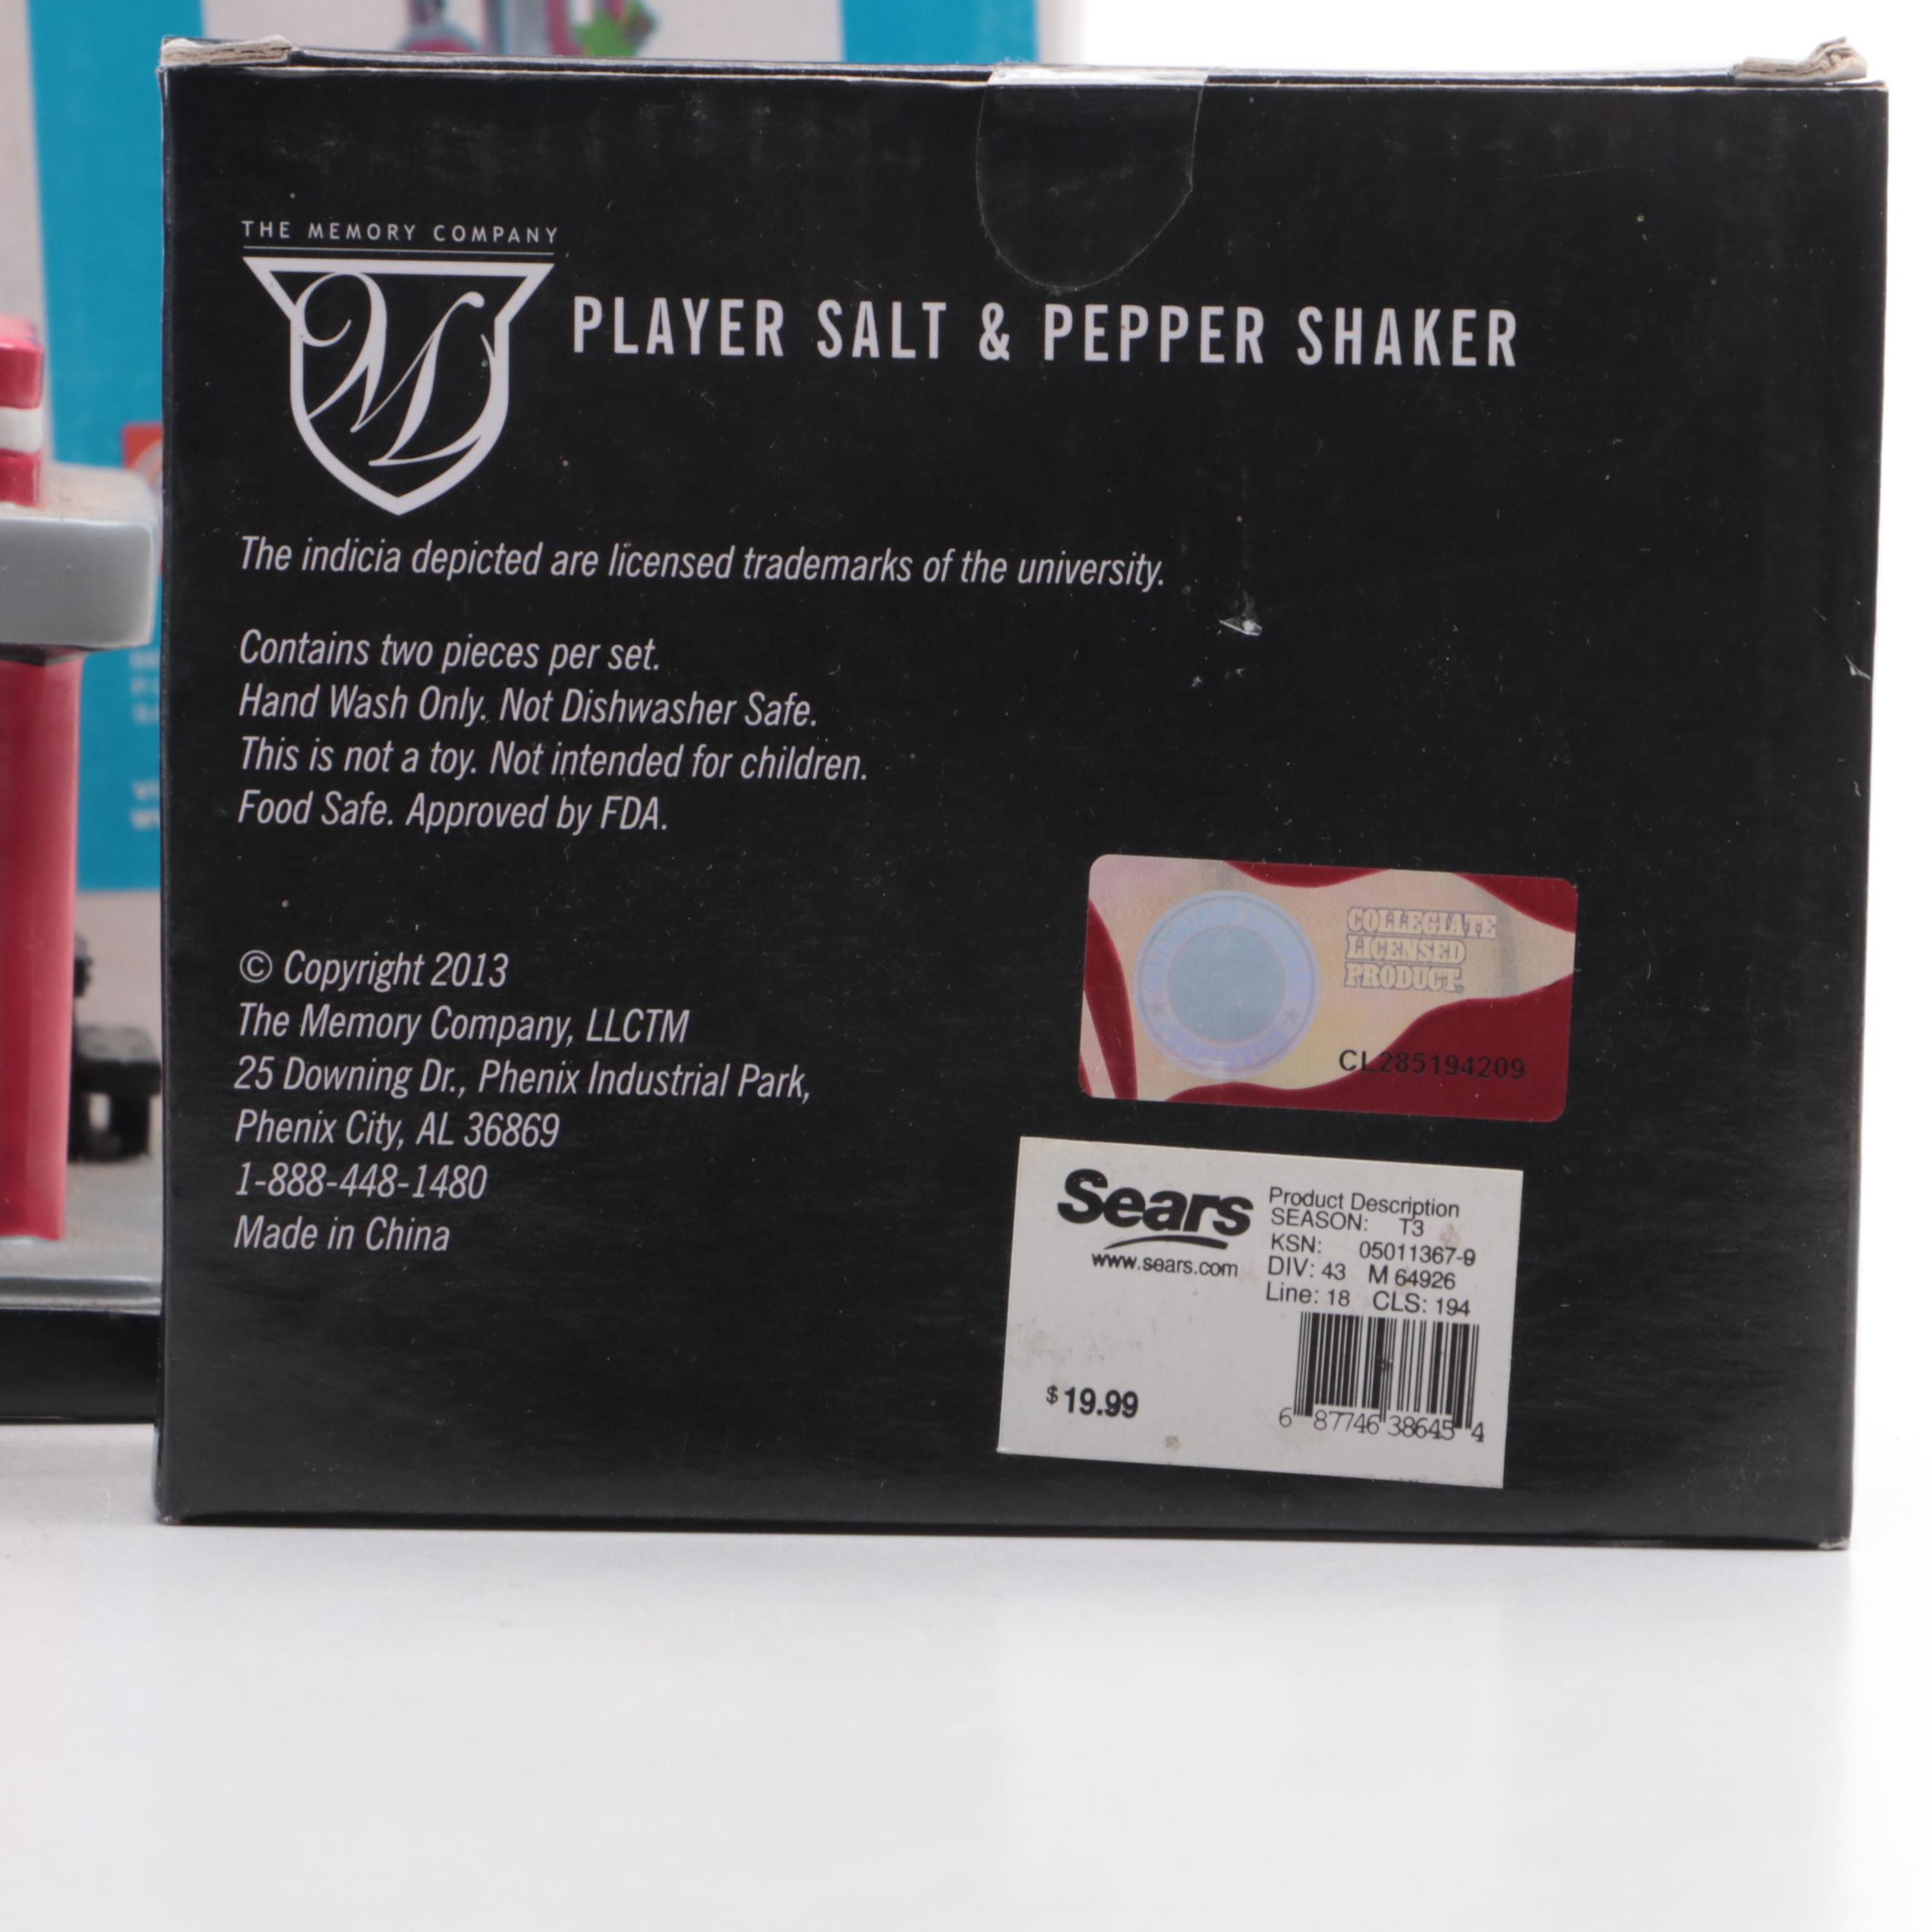 THE MEMORY COMPANY
M
PLAYER SALT & PEPPER SHAKER
The indicia depicted are licensed trademarks of the university.
Contains two pieces per set.
Hand Wash Only. Not Dishwasher Safe.
This is not a toy. Not intended for children.
Food Safe. Approved by FDA.
© Copyright 2013
The Memory Company, LLCTM
25 Downing Dr., Phenix Industrial Park,
Phenix City, AL 36869
1-888-448-1480
Made in China
COLLEGIATE
LICENSED
PRODUCT
CL285194209
Sears
www.sears.com
Product Description
SEASON: T3
KSN: 05011367-9
DIV: 43 M 64926
Line: 18 CLS: 194
$19.99
6 87746 38645 4